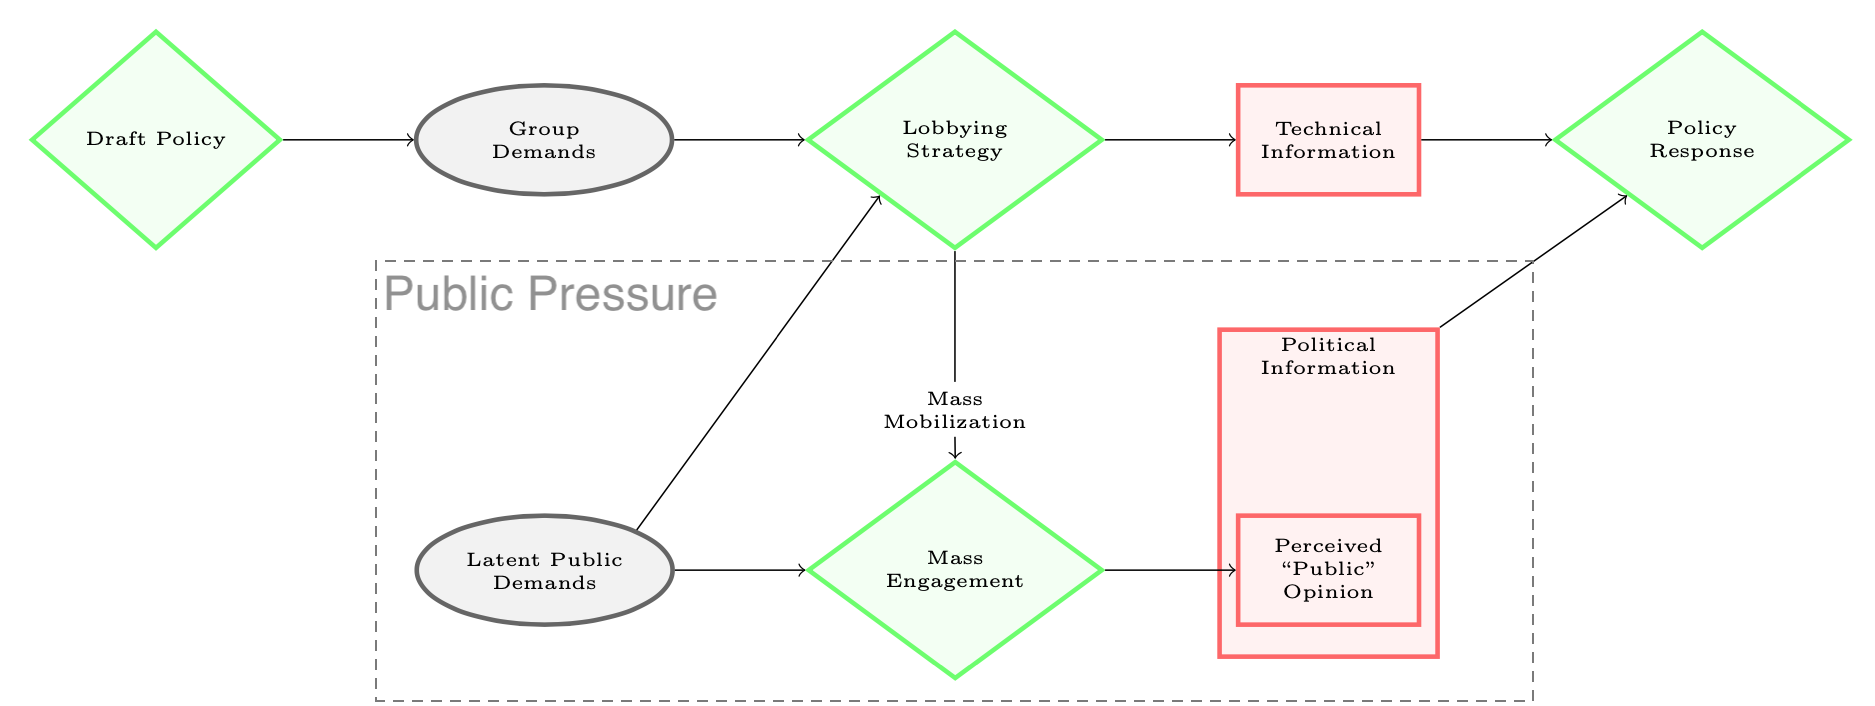 Draft Policy
Group
Demands
Lobbying
Strategy
Technical
Information
Policy
Response
Public Pressure
Political
Information
Mass
Mobilization
Latent Public
Demands
Mass
Engagement
Perceived
“Public”
Opinion